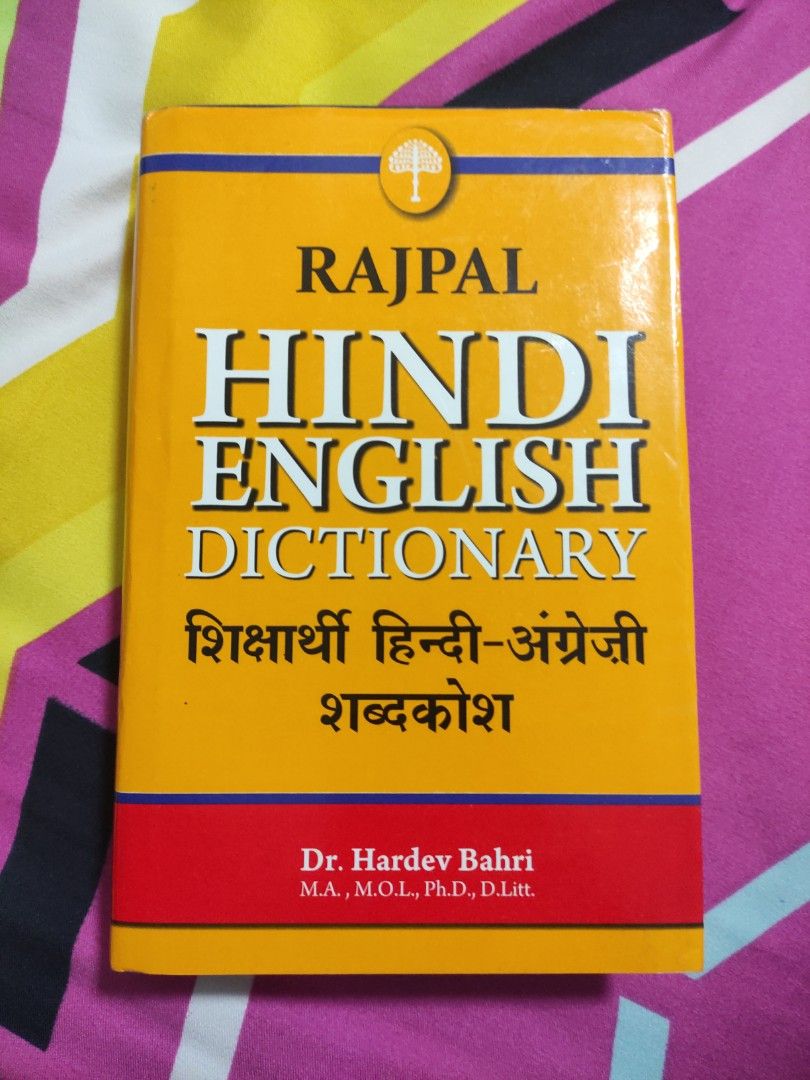 RAJPAL
HINDI
ENGLISH
DICTIONARY
शिक्षार्थी हिन्दी-अंग्रेज़ी
शब्दकोश
Dr. Hardev Bahri
M.A. , M.O.L., Ph.D., D.Litt.